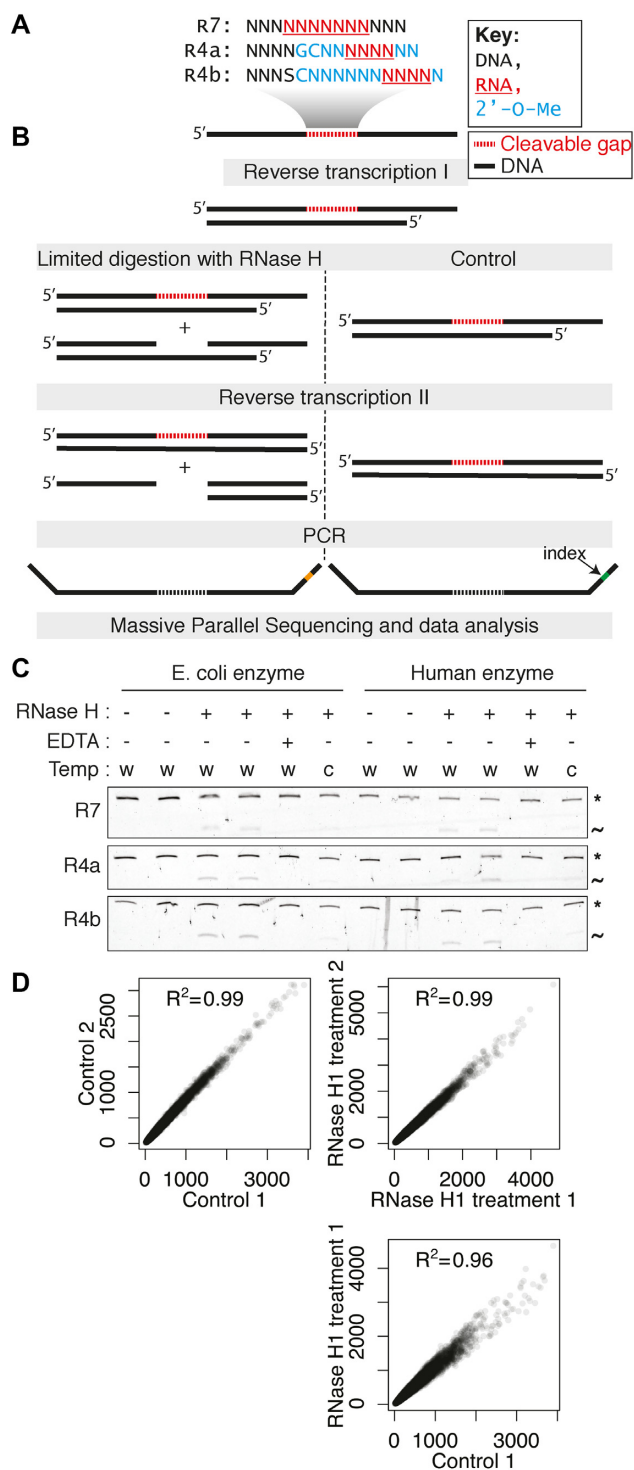 A
R7: NNNNNNNNNNNNN
R4a: NNNNGCNNNNNNNN
R4b: NNNSCNNNNNNNNNNN
Key:
DNA,
RNA,
2'-O-Me
B
5'
Cleavable gap
DNA
Reverse transcription I
5'
5'
Limited digestion with RNase H
Control
5'
5'
+
5'
5'
5'
5'
Reverse transcription II
5'
5'
+
5'
5'
5'
5'
PCR
index
Massive Parallel Sequencing and data analysis
C
E. coli enzyme
Human enzyme
RNase H : - - + + + + - - + + + +
EDTA : - - - - + - - - - - + -
Temp : W W W W W C W W W W W C
R7
*
~
R4a
*
~
R4b
*
~
D
R²=0.99
Control 2
0 1000 2500
0 1000 3000
Control 1
R²=0.99
RNase H1 treatment 2
0 2000 5000
0 2000 4000
RNase H1 treatment 1
R²=0.96
RNase H1 treatment 1
0 2000 4000
0 1000 3000
Control 1